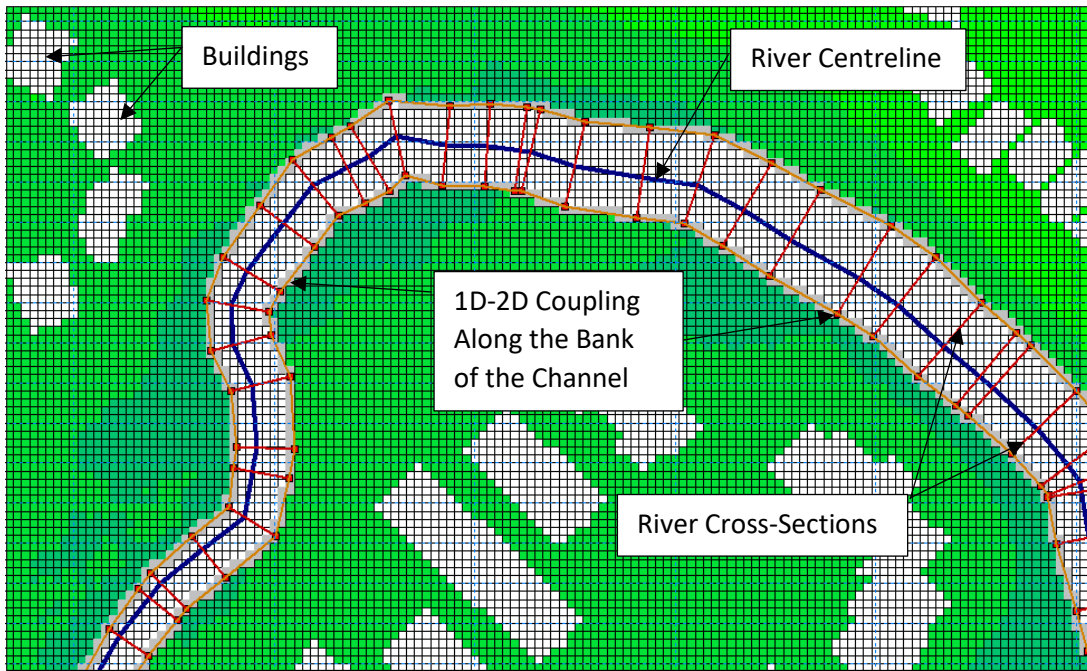 Buildings
River Centreline
1D-2D Coupling
Along the Bank
of the Channel
River Cross-Sections